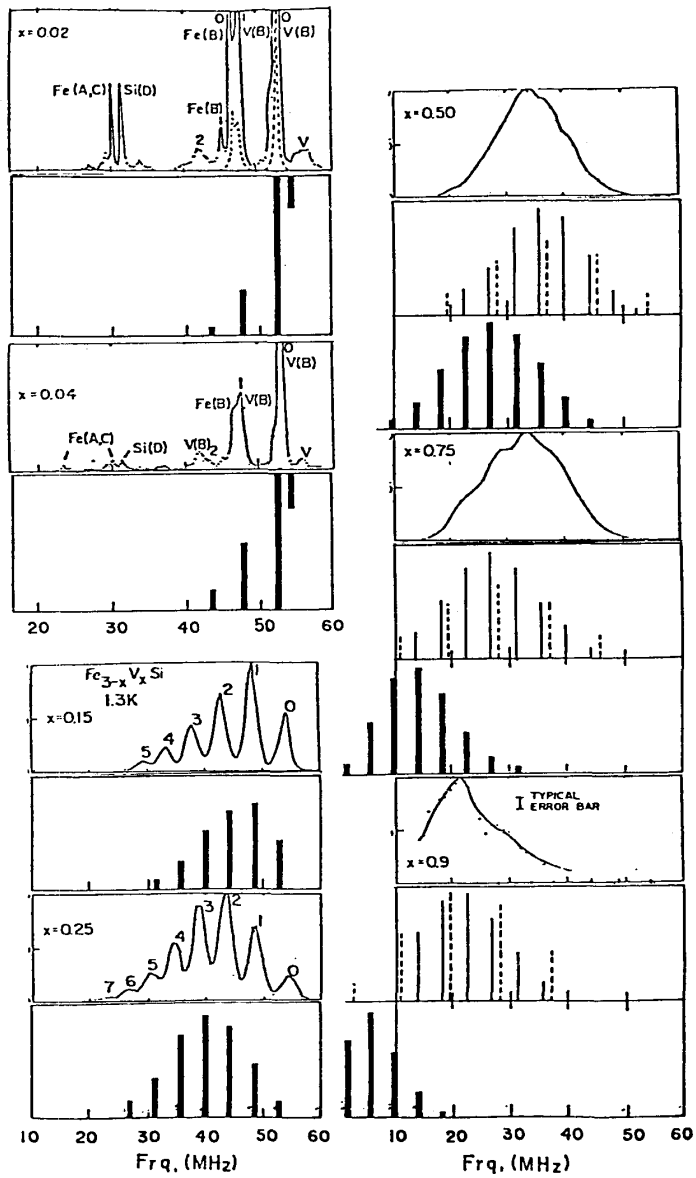 x=0.02
0
1
0
Fe(B)
V(B)
V(B)
Fe(A,C)
Si(D)
Fe(B)
2
V
x=0.04
0
V(B)
1
Fe(B)
V(B)
Fe(A,C)
Si(D)
V(B)
2
V
20 30 40 50 60
Fe3-xVxSi
1.3K
x=0.15
5 4 3 2 1 0
x=0.25
7 6 5 4 3 2 1 0
10 20 30 40 50 60
Frq. (MHz)
x=0.50
x=0.75
TYPICAL
ERROR BAR
x=0.9
10 20 30 40 50 60
Frq. (MHz)